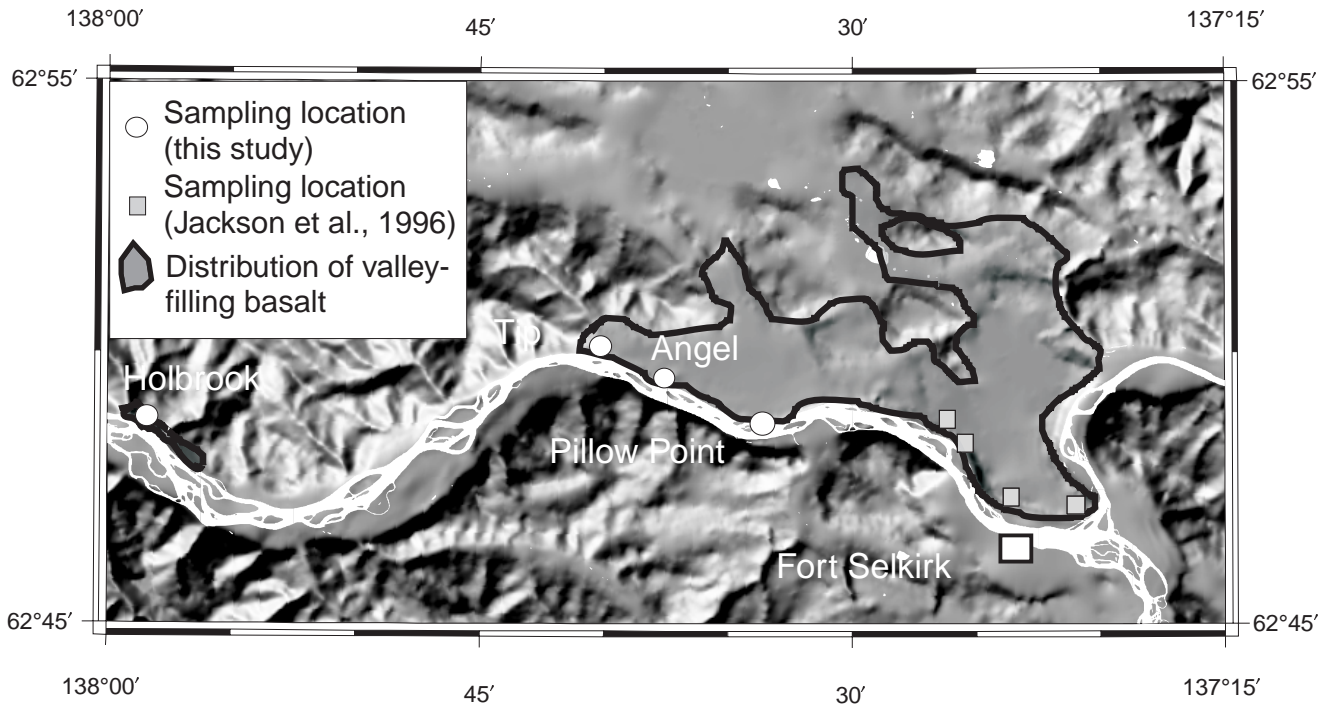 138°00′
45′
30′
137°15′
62°55′
62°55′
Sampling location
(this study)
Sampling location
(Jackson et al., 1996)
Distribution of valley-
filling basalt
Tip
Angel
Holbrook
Pillow Point
Fort Selkirk
62°45′
62°45′
138°00′
45′
30′
137°15′